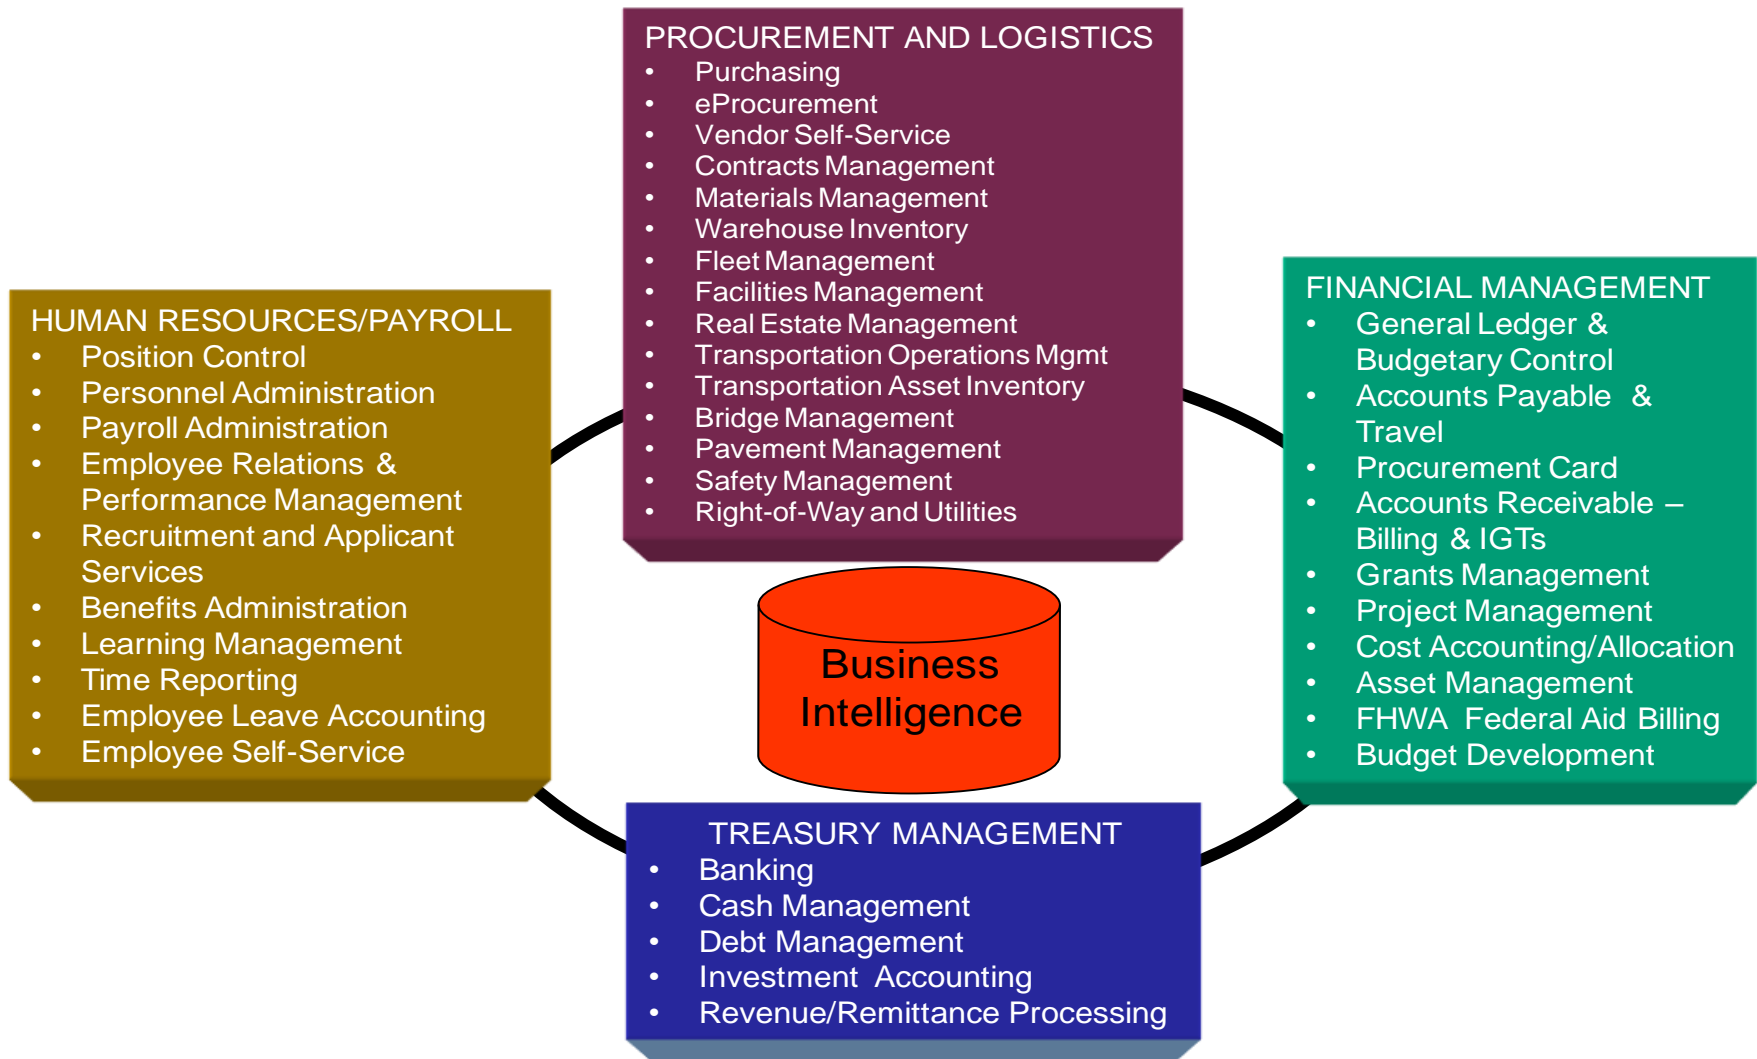 PROCUREMENT AND LOGISTICS
• Purchasing
• eProcurement
• Vendor Self-Service
• Contracts Management
• Materials Management
• Warehouse Inventory
• Fleet Management
• Facilities Management
• Real Estate Management
• Transportation Operations Mgmt
• Transportation Asset Inventory
• Bridge Management
• Pavement Management
• Safety Management
• Right-of-Way and Utilities
HUMAN RESOURCES/PAYROLL
• Position Control
• Personnel Administration
• Payroll Administration
• Employee Relations &
Performance Management
• Recruitment and Applicant
Services
• Benefits Administration
• Learning Management
• Time Reporting
• Employee Leave Accounting
• Employee Self-Service
Business
Intelligence
FINANCIAL MANAGEMENT
• General Ledger &
Budgetary Control
• Accounts Payable &
Travel
• Procurement Card
• Accounts Receivable –
Billing & IGTs
• Grants Management
• Project Management
• Cost Accounting/Allocation
• Asset Management
• FHWA Federal Aid Billing
• Budget Development
TREASURY MANAGEMENT
• Banking
• Cash Management
• Debt Management
• Investment Accounting
• Revenue/Remittance Processing